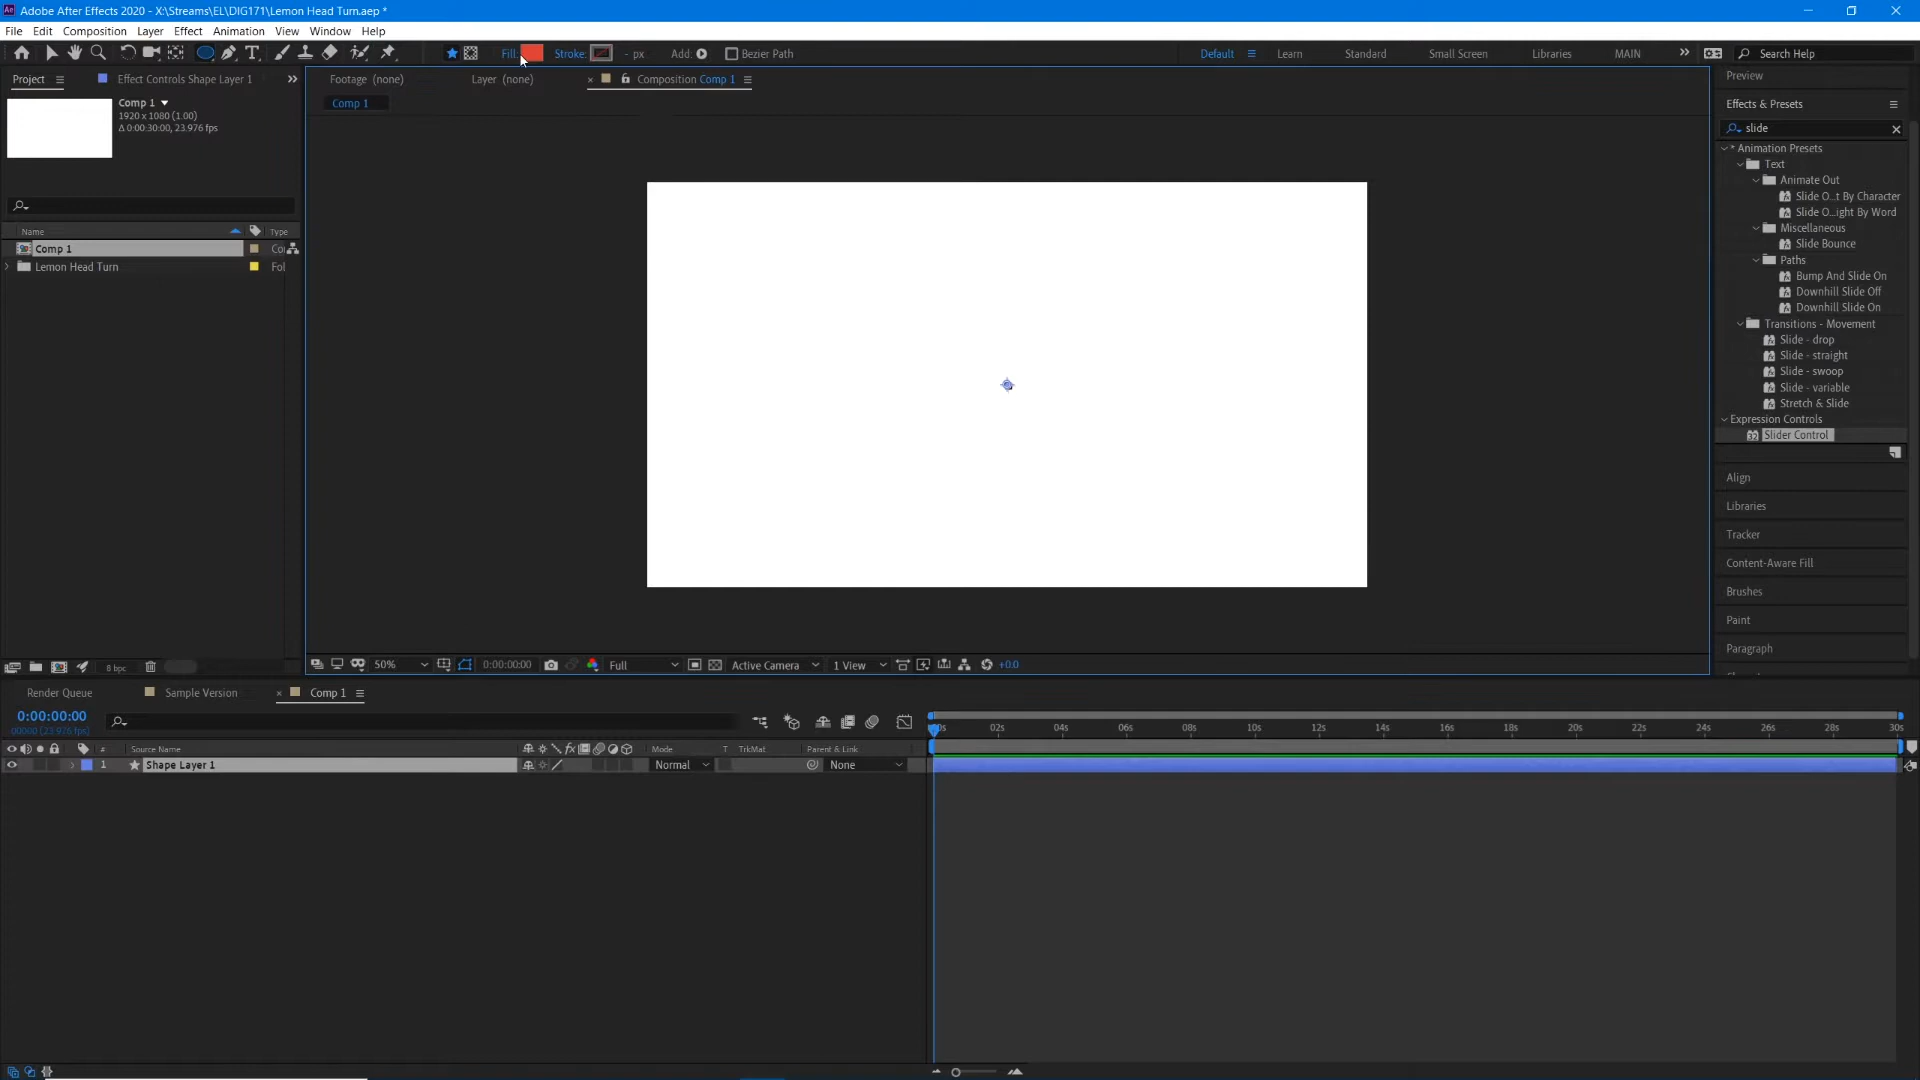 Adobe After Effects 2020 - X:\Streams\EL\DIG171\Lemon Head Turn.aep *
File Edit Composition Layer Effect Animation View Window Help
Fill: Stroke: - px Add: Bezier Path Default Learn Standard Small Screen Libraries MAIN Search Help
Project Effect Controls Shape Layer 1 Footage (none) Layer (none) Composition Comp 1 Preview
Comp 1
1920 x 1080 (1.00)
Δ 0:00:30:00, 23.976 fps
Comp 1
Effects & Presets
slide
* Animation Presets
Text
Animate Out
Slide O...t By Character
Slide O...ight By Word
Miscellaneous
Slide Bounce
Paths
Bump And Slide On
Downhill Slide Off
Downhill Slide On
Transitions - Movement
Slide - drop
Slide - straight
Slide - swoop
Slide - variable
Stretch & Slide
Expression Controls
Slider Control
Align
Libraries
Tracker
Content-Aware Fill
Brushes
Paint
Paragraph
Name Type
Comp 1 Co
Lemon Head Turn Fol
8 bpc
50% 0:00:00:00 Full Active Camera 1 View +0.0
Render Queue Sample Version Comp 1
0:00:00:00
00000 (23.976 fps)
# Source Name Mode T TrkMat Parent & Link
1 Shape Layer 1 Normal None
02s 04s 06s 08s 10s 12s 14s 16s 18s 20s 22s 24s 26s 28s 30s